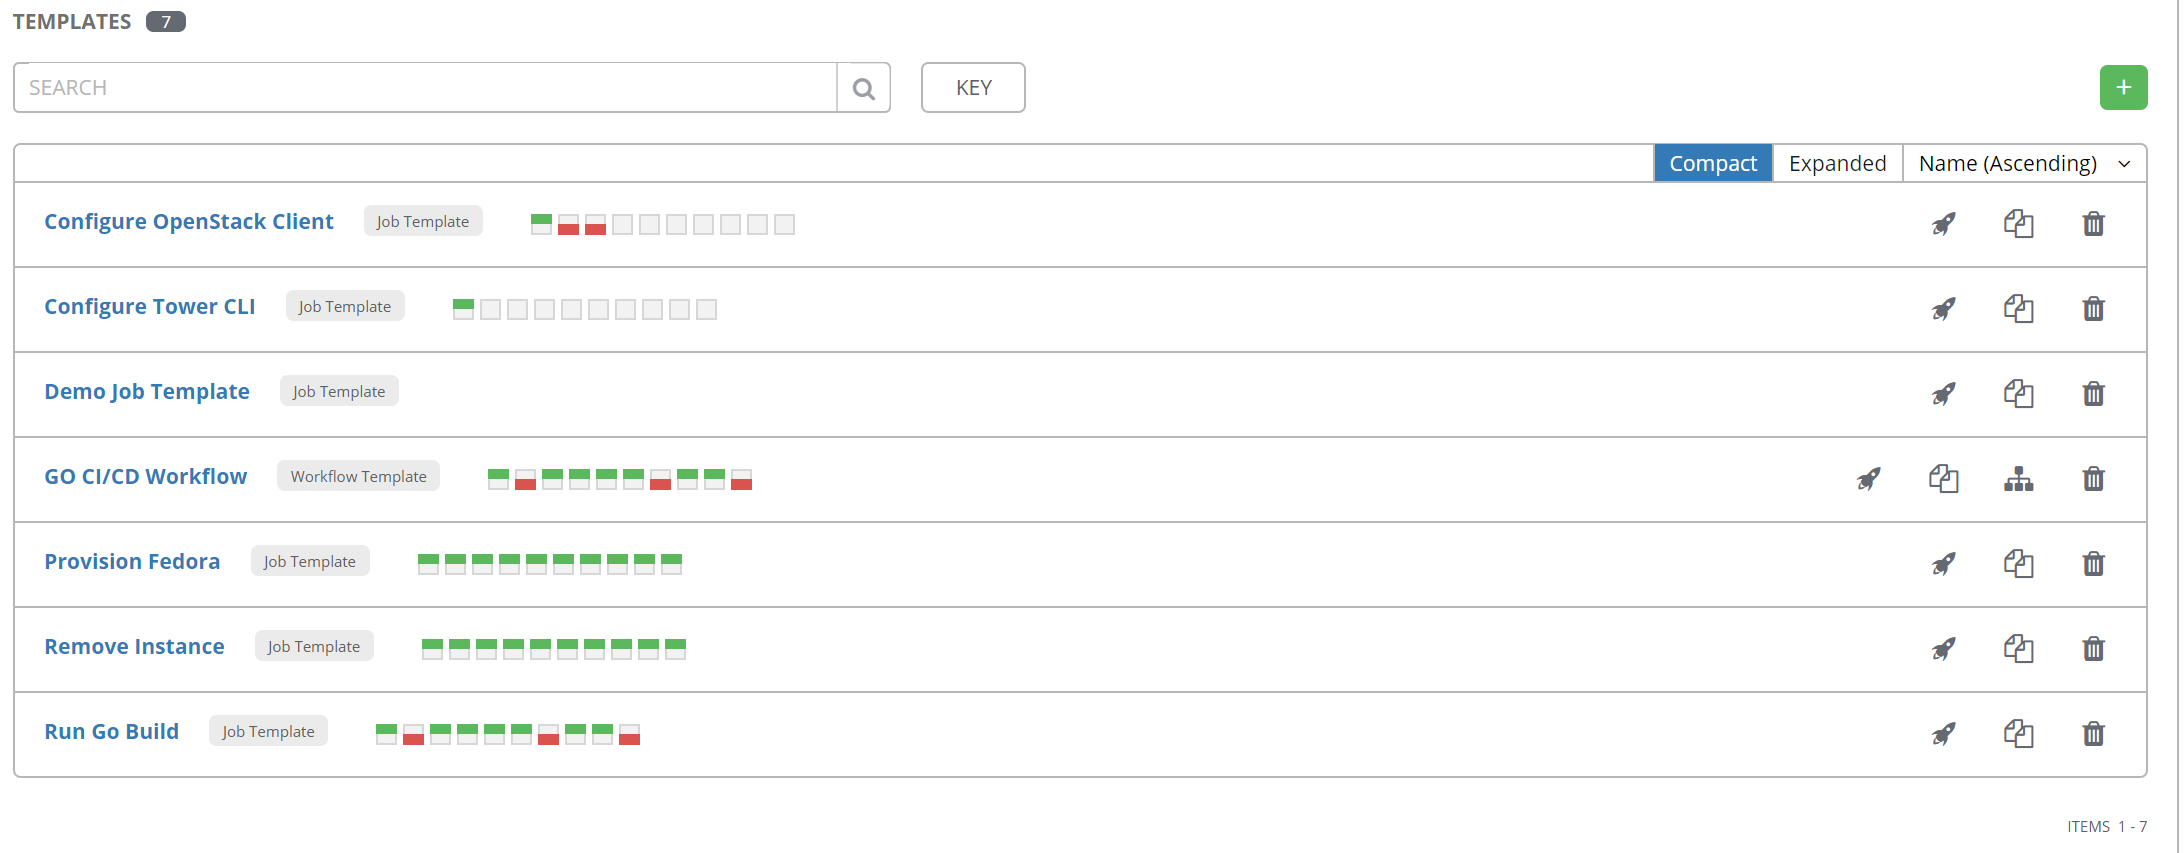 TEMPLATES 7
SEARCH KEY +
Compact Expanded Name (Ascending)
Configure OpenStack Client Job Template
Configure Tower CLI Job Template
Demo Job Template Job Template
GO CI/CD Workflow Workflow Template
Provision Fedora Job Template
Remove Instance Job Template
Run Go Build Job Template
ITEMS 1 - 7